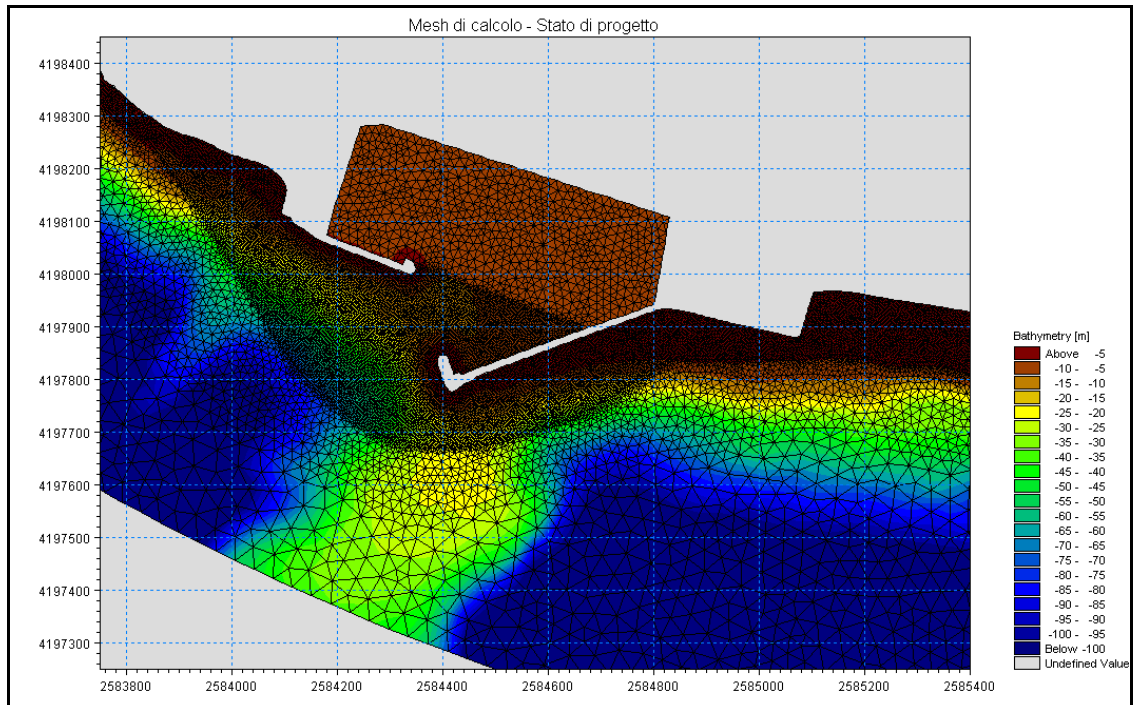 Mesh di calcolo - Stato di progetto
4198400
4198300
4198200
4198100
4198000
4197900
4197800
4197700
4197600
4197500
4197400
4197300
2583800 2584000 2584200 2584400 2584600 2584800 2585000 2585200 2585400
Bathymetry [m]
Above -5
-10 - -5
-15 - -10
-20 - -15
-25 - -20
-30 - -25
-35 - -30
-40 - -35
-45 - -40
-50 - -45
-55 - -50
-60 - -55
-65 - -60
-70 - -65
-75 - -70
-80 - -75
-85 - -80
-90 - -85
-95 - -90
-100 - -95
Below -100
Undefined Value